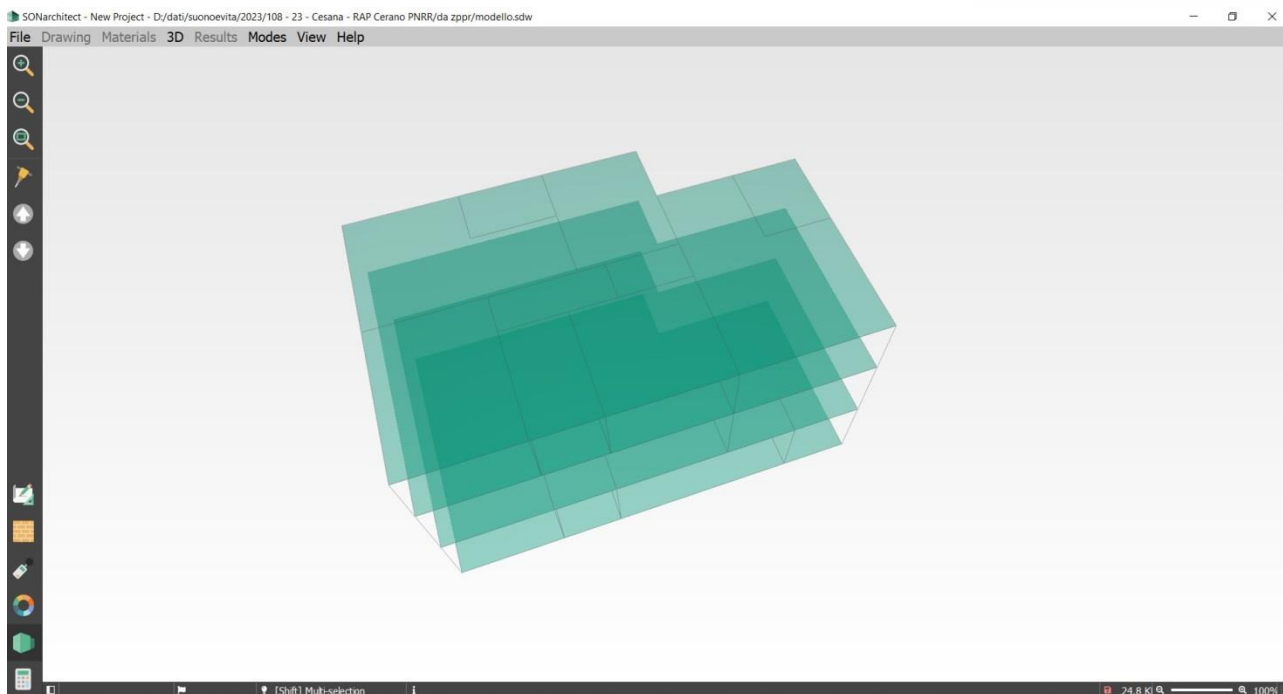 SONarchitect - New Project - D:/dati/suonoevita/2023/108 - 23 - Cesana - RAP Cerano PNRR/da zppr/modello.sdw
File Drawing Materials 3D Results Modes View Help
[Shift] Multi-selection
24.8 K
100%